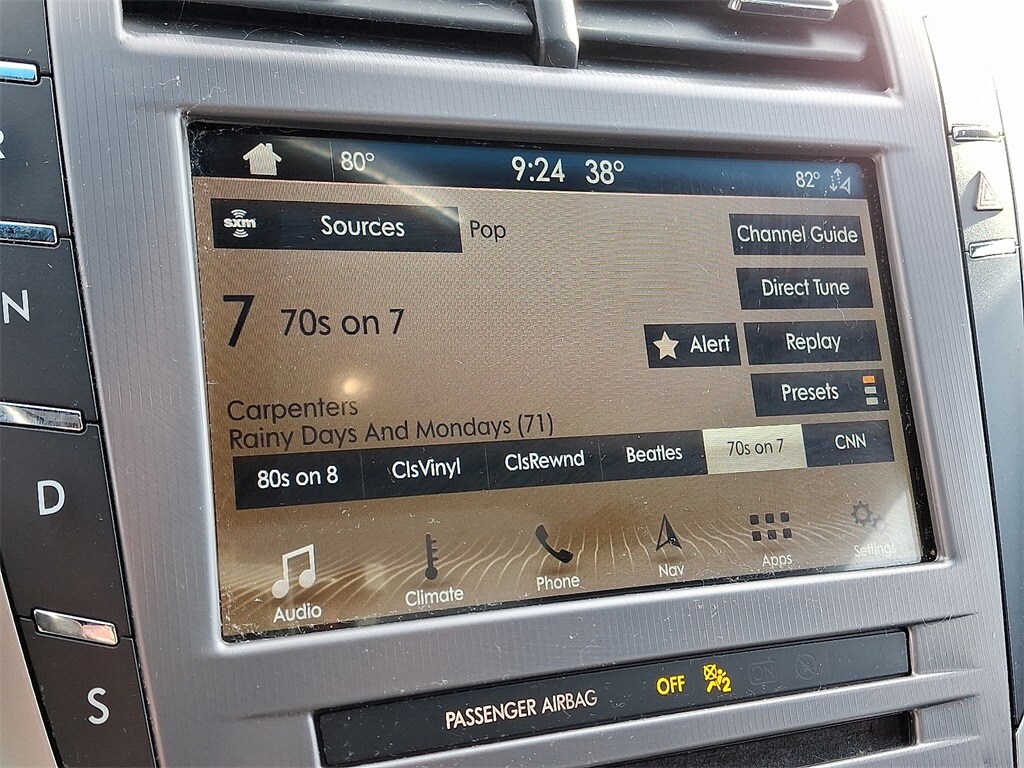 80° 9:24 38° 82°
sxm Sources Pop Channel Guide
Direct Tune
7 70s on 7
Alert Replay
Presets
Carpenters
Rainy Days And Mondays (71)
80s on 8 ClsVinyl ClsRewnd Beatles 70s on 7 CNN
Audio Climate Phone Nav Apps Settings
PASSENGER AIRBAG OFF 2
R
N
D
S